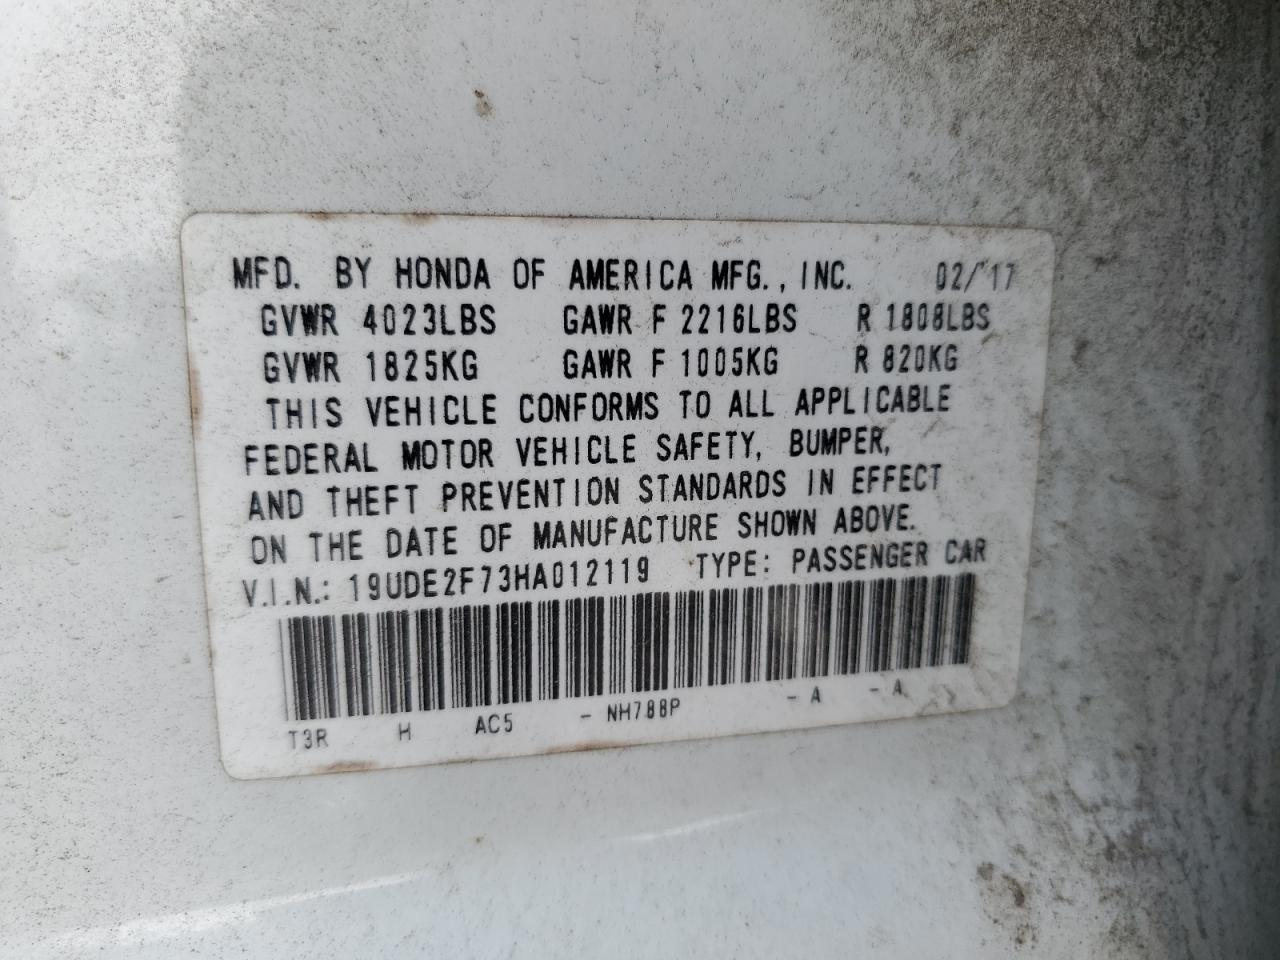 MFD. BY HONDA OF AMERICA MFG., INC. 02/'17
GVWR 4023LBS GAWR F 2216LBS R 1808LBS
GVWR 1825KG GAWR F 1005KG R 820KG
THIS VEHICLE CONFORMS TO ALL APPLICABLE
FEDERAL MOTOR VEHICLE SAFETY, BUMPER,
AND THEFT PREVENTION STANDARDS IN EFFECT
ON THE DATE OF MANUFACTURE SHOWN ABOVE.
V.I.N.: 19UDE2F73HA012119 TYPE: PASSENGER CAR
T3R H AC5 - NH788P - A - A